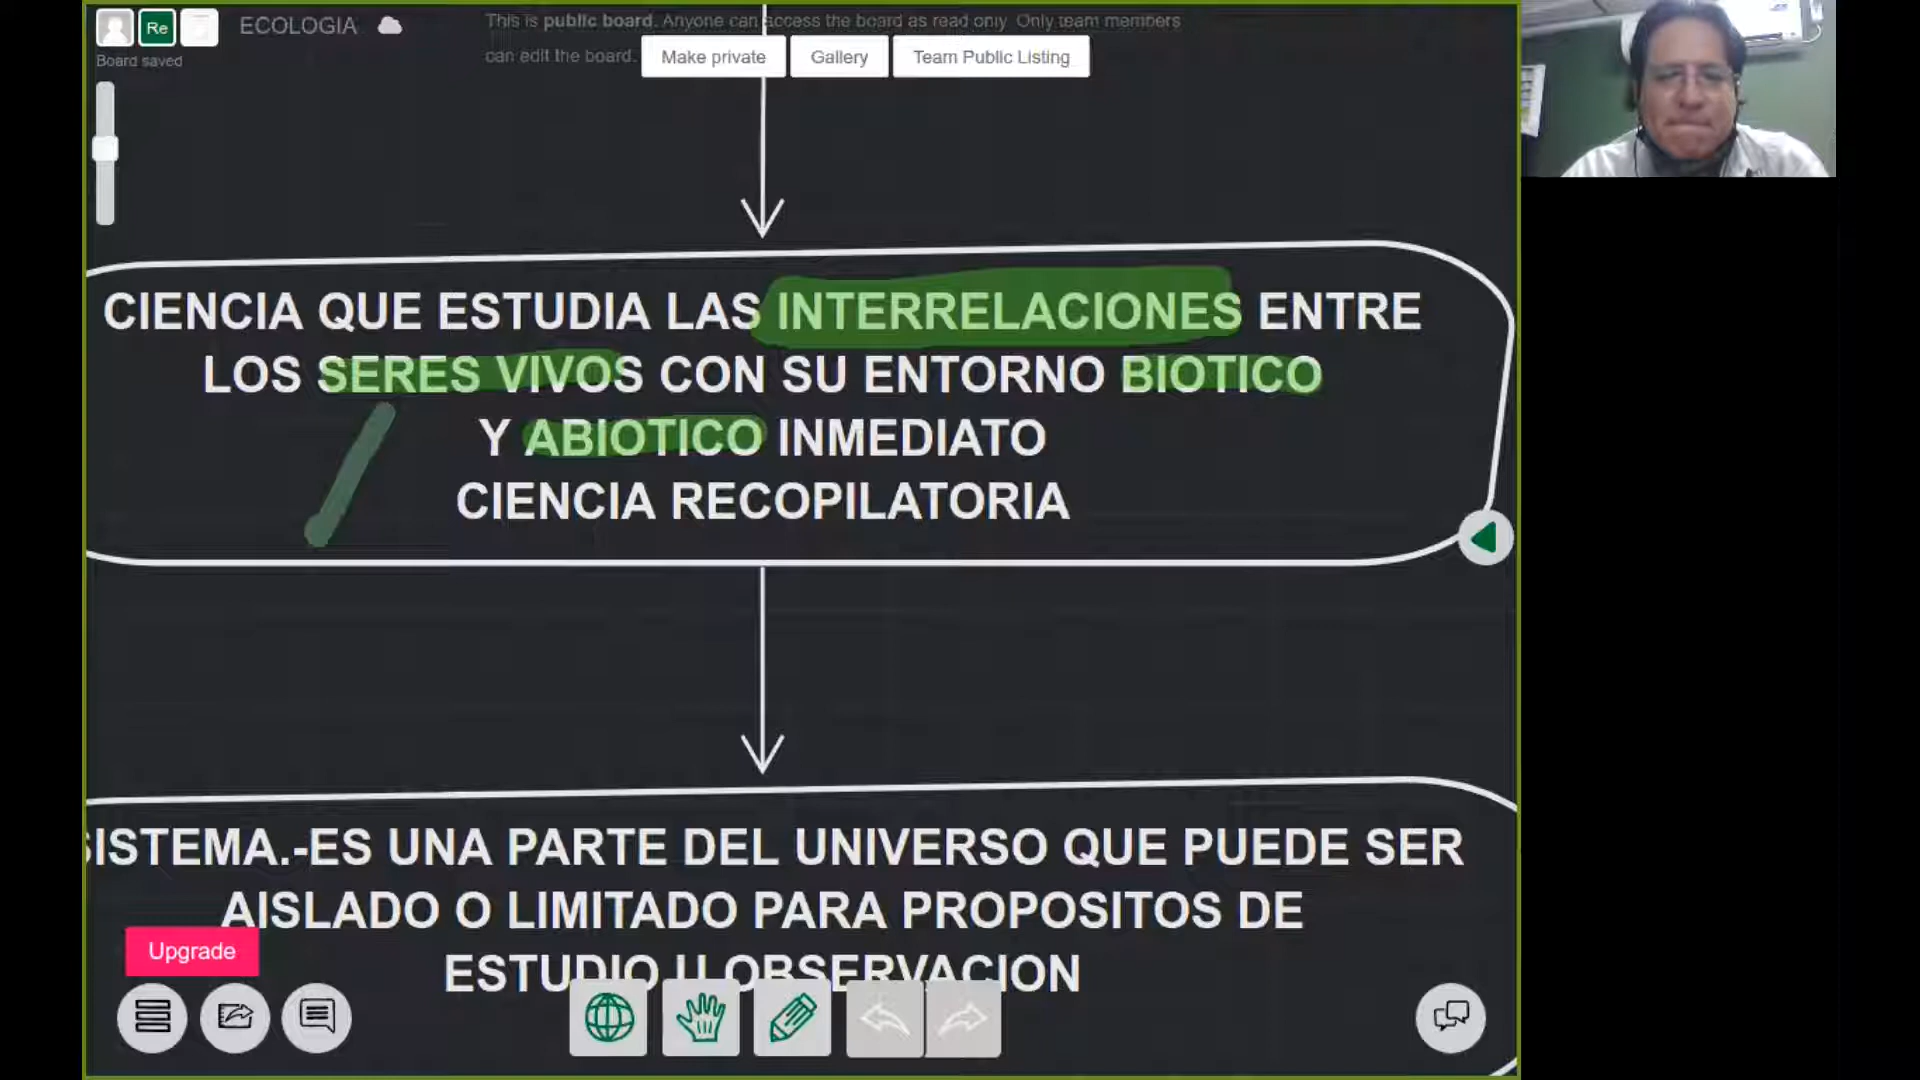 Re
ECOLOGIA
Board saved
This is public board. Anyone can access the board as read only. Only team members
can edit the board.
Make private
Gallery
Team Public Listing
CIENCIA QUE ESTUDIA LAS INTERRELACIONES ENTRE
LOS SERES VIVOS CON SU ENTORNO BIOTICO
Y ABIOTICO INMEDIATO
CIENCIA RECOPILATORIA
SISTEMA.-ES UNA PARTE DEL UNIVERSO QUE PUEDE SER
AISLADO O LIMITADO PARA PROPOSITOS DE
ESTUDIO U OBSERVACION
Upgrade